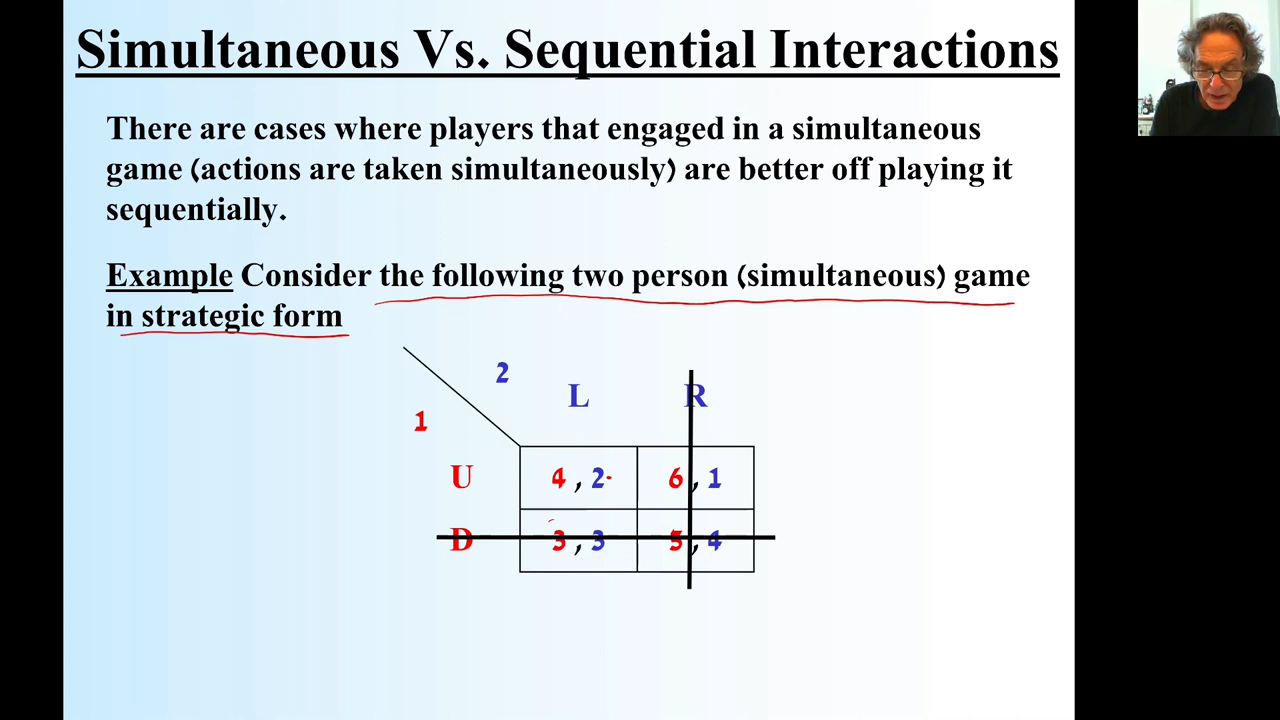 Simultaneous Vs. Sequential Interactions
There are cases where players that engaged in a simultaneous
game (actions are taken simultaneously) are better off playing it
sequentially.
Example Consider the following two person (simultaneous) game
in strategic form
2
L R
1
U 4 , 2 6 , 1
D 3 , 3 5 , 4